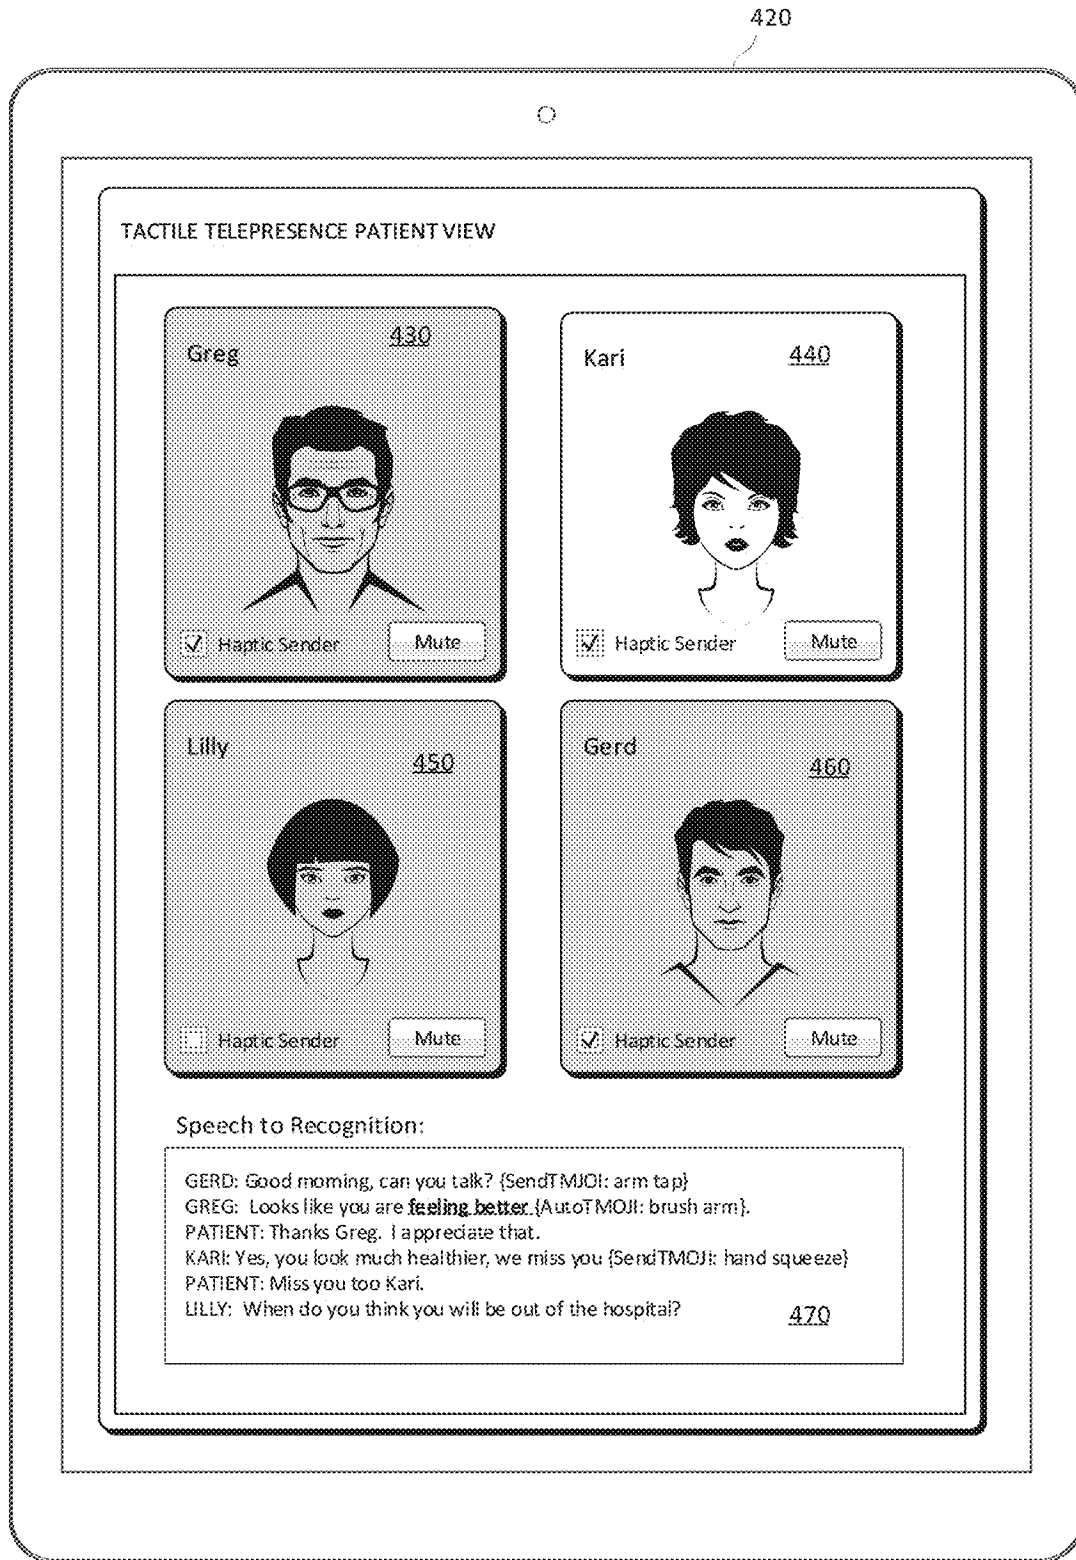 420
TACTILE TELEPRESENCE PATIENT VIEW
Greg
430
Kari
440
Haptic Sender
Mute
Haptic Sender
Mute
Lilly
450
Gerd
460
Haptic Sender
Mute
Haptic Sender
Mute
Speech to Recognition:
GERD: Good morning, can you talk? {SendTMJOI: arm tap}
GREG: Looks like you are feeling better {AutoTMOJI: brush arm}.
PATIENT: Thanks Greg. I appreciate that.
KARI: Yes, you look much healthier, we miss you {SendTMOJI: hand squeeze}
PATIENT: Miss you too Kari.
LILLY: When do you think you will be out of the hospital?
470